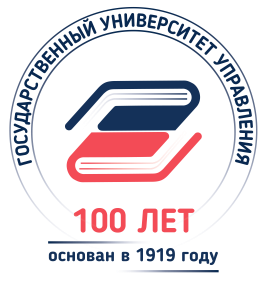 ГОСУДАРСТВЕННЫЙ УНИВЕРСИТЕТ УПРАВЛЕНИЯ
100 ЛЕТ
основан в 1919 году